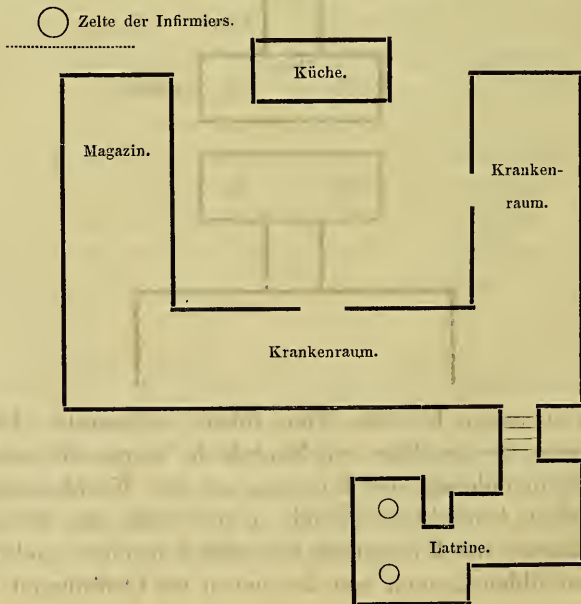 Zelte der Infirmiers.
Küche.
Magazin.
Kranken-
raum.
Krankenraum.
Latrine.